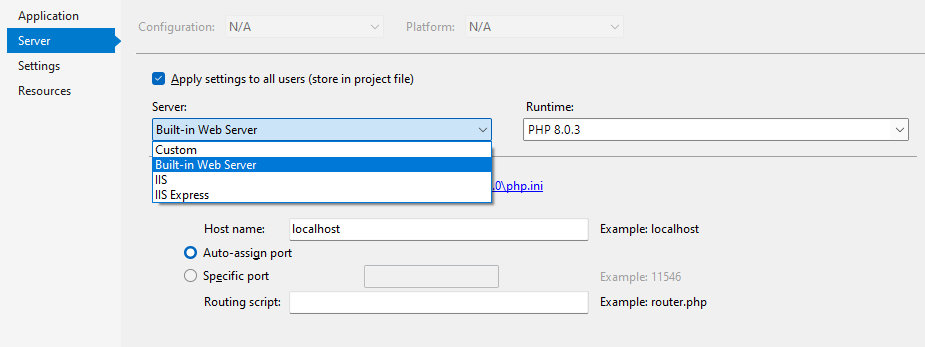 Application
Server
Settings
Resources
Configuration: N/A Platform: N/A
Apply settings to all users (store in project file)
Server: Runtime:
Built-in Web Server PHP 8.0.3
Custom
Built-in Web Server
IIS
.0\php.ini
IIS Express
Host name: localhost Example: localhost
Auto-assign port
Specific port Example: 11546
Routing script: Example: router.php